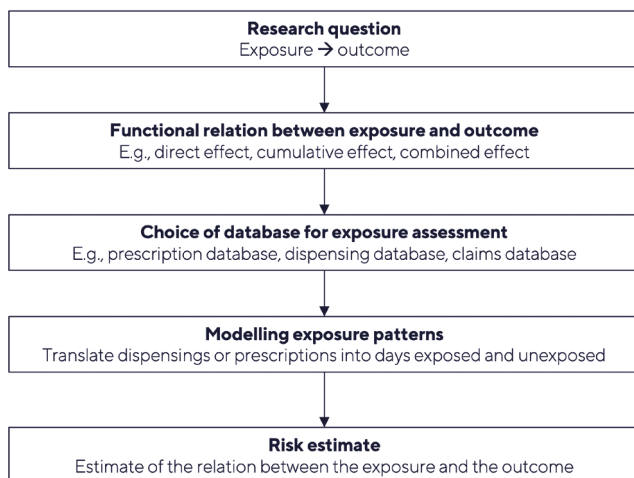 Research question
Exposure → outcome
Functional relation between exposure and outcome
E.g., direct effect, cumulative effect, combined effect
Choice of database for exposure assessment
E.g., prescription database, dispensing database, claims database
Modelling exposure patterns
Translate dispensings or prescriptions into days exposed and unexposed
Risk estimate
Estimate of the relation between the exposure and the outcome